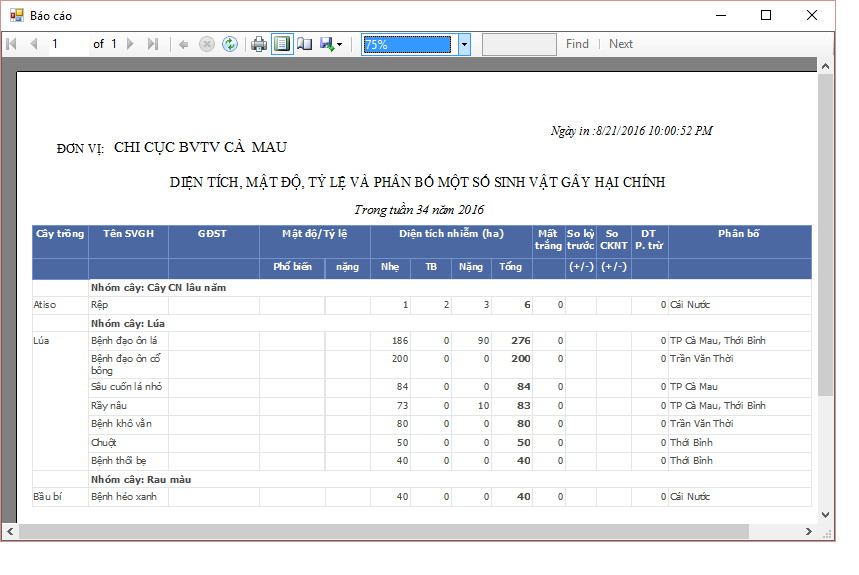 Báo cáo
1 of 1 75% Find Next
Ngày in :8/21/2016 10:00:52 PM
ĐƠN VỊ: CHI CỤC BVTV CÀ MAU
DIỆN TÍCH, MẬT ĐỘ, TỶ LỆ VÀ PHÂN BỐ MỘT SỐ SINH VẬT GÂY HẠI CHÍNH
Trong tuần 34 năm 2016
Cây trồng Tên SVGH GĐST Mật độ/Tỷ lệ Diện tích nhiễm (ha) Mất trắng So kỳ trước So CKNT DT P. trừ Phân bố
Phổ biến nặng Nhẹ TB Nặng Tổng (+/-) (+/-)
Nhóm cây: Cây CN lâu năm
Atiso Rệp 1 2 3 6 0 0 Cái Nước
Nhóm cây: Lúa
Lúa Bệnh đạo ôn lá 186 0 90 276 0 0 TP Cà Mau, Thới Bình
Bệnh đạo ôn cổ bông 200 0 0 200 0 0 Trần Văn Thời
Sâu cuốn lá nhỏ 84 0 0 84 0 0 TP Cà Mau
Rầy nâu 73 0 10 83 0 0 TP Cà Mau, Thới Bình
Bệnh khô vằn 80 0 0 80 0 0 Trần Văn Thời
Chuột 50 0 0 50 0 0 Thới Bình
Bệnh thối bẹ 40 0 0 40 0 0 Thới Bình
Nhóm cây: Rau màu
Bầu bí Bệnh héo xanh 40 0 0 40 0 0 Cái Nước